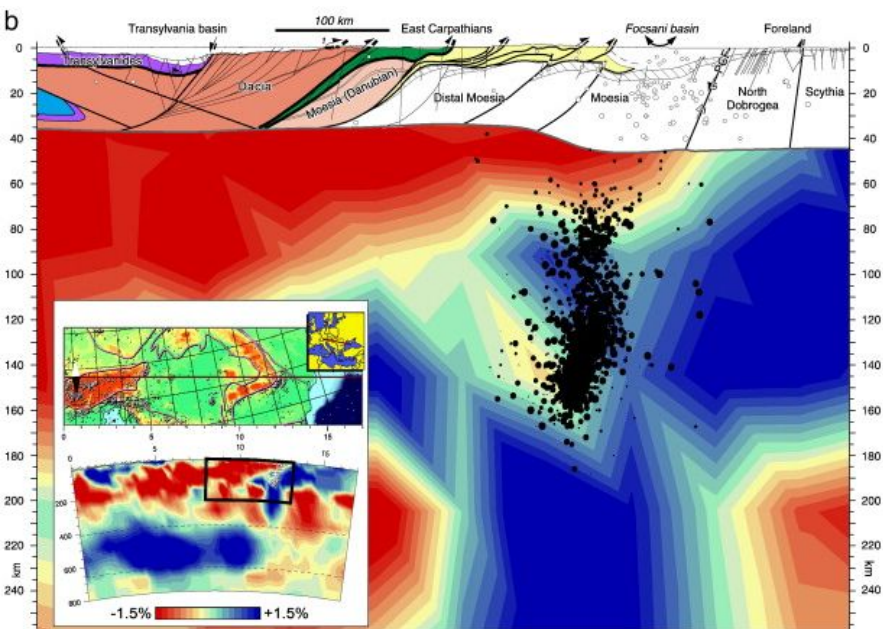 b
Transylvania basin
100 km
East Carpathians
Focsani basin
Foreland
0
20
40
60
80
100
120
140
160
180
200
220
km
240
0
20
40
60
80
100
120
140
160
180
200
220
km
240
Transylvanides
Dacia
Moesia (Danubian)
Distal Moesia
Moesia
PGF
North
Dobrogea
Scythia
0 5 10 15
0 5 10 15
0
200
km
600
800
-1.5% +1.5%